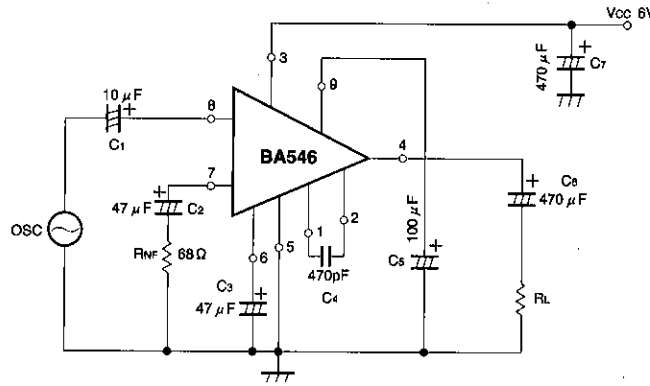 Vcc 6V
3
9
470 μF
C7
10 μF
8
C1
BA546
4
7
47 μF
C2
C6
470 μF
100 μF
OSC
RNF
68Ω
1
2
6
5
470pF
C4
C3
47 μF
C5
RL